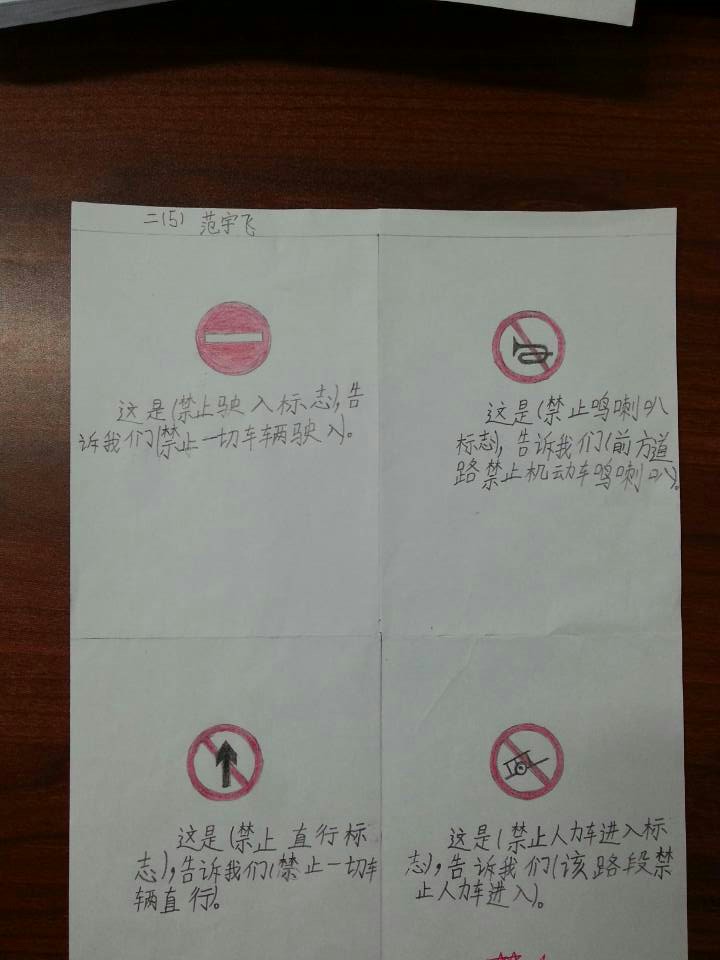 二(5) 范宇飞
这是(禁止驶入标志),告
诉我们(禁止一切车辆驶入)。
这是(禁止鸣喇叭
标志),告诉我们(前方道
路禁止机动车鸣喇叭)。
这是(禁止直行标
志),告诉我们(禁止一切车
辆直行)。
这是(禁止人力车进入标
志),告诉我们(该路段禁
止人力车进入)。